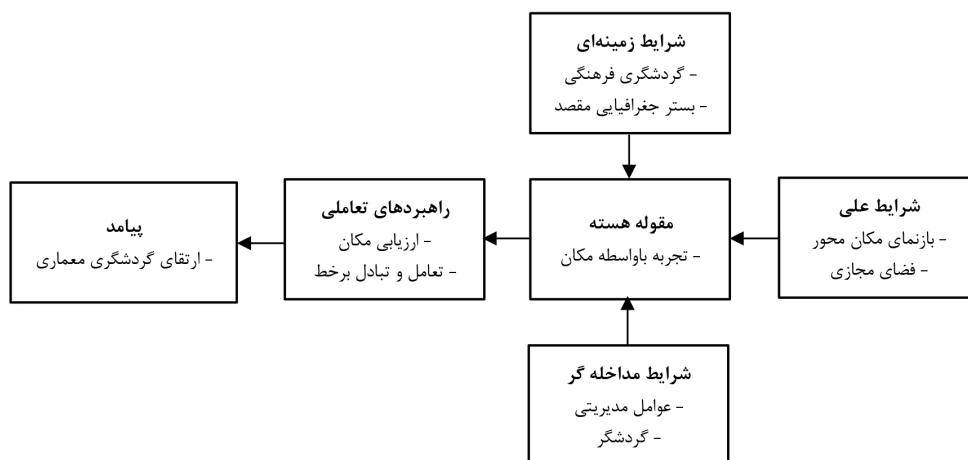 شرایط زمینه‌ای
- گردشگری فرهنگی
- بستر جغرافیایی مقصد
شرایط علی
- بازنمای مکان محور
- فضای مجازی
مقوله هسته
- تجربه باواسطه مکان
راهبردهای تعاملی
- ارزیابی مکان
- تعامل و تبادل برخط
پیامد
- ارتقای گردشگری معماری
شرایط مداخله گر
- عوامل مدیریتی
- گردشگر